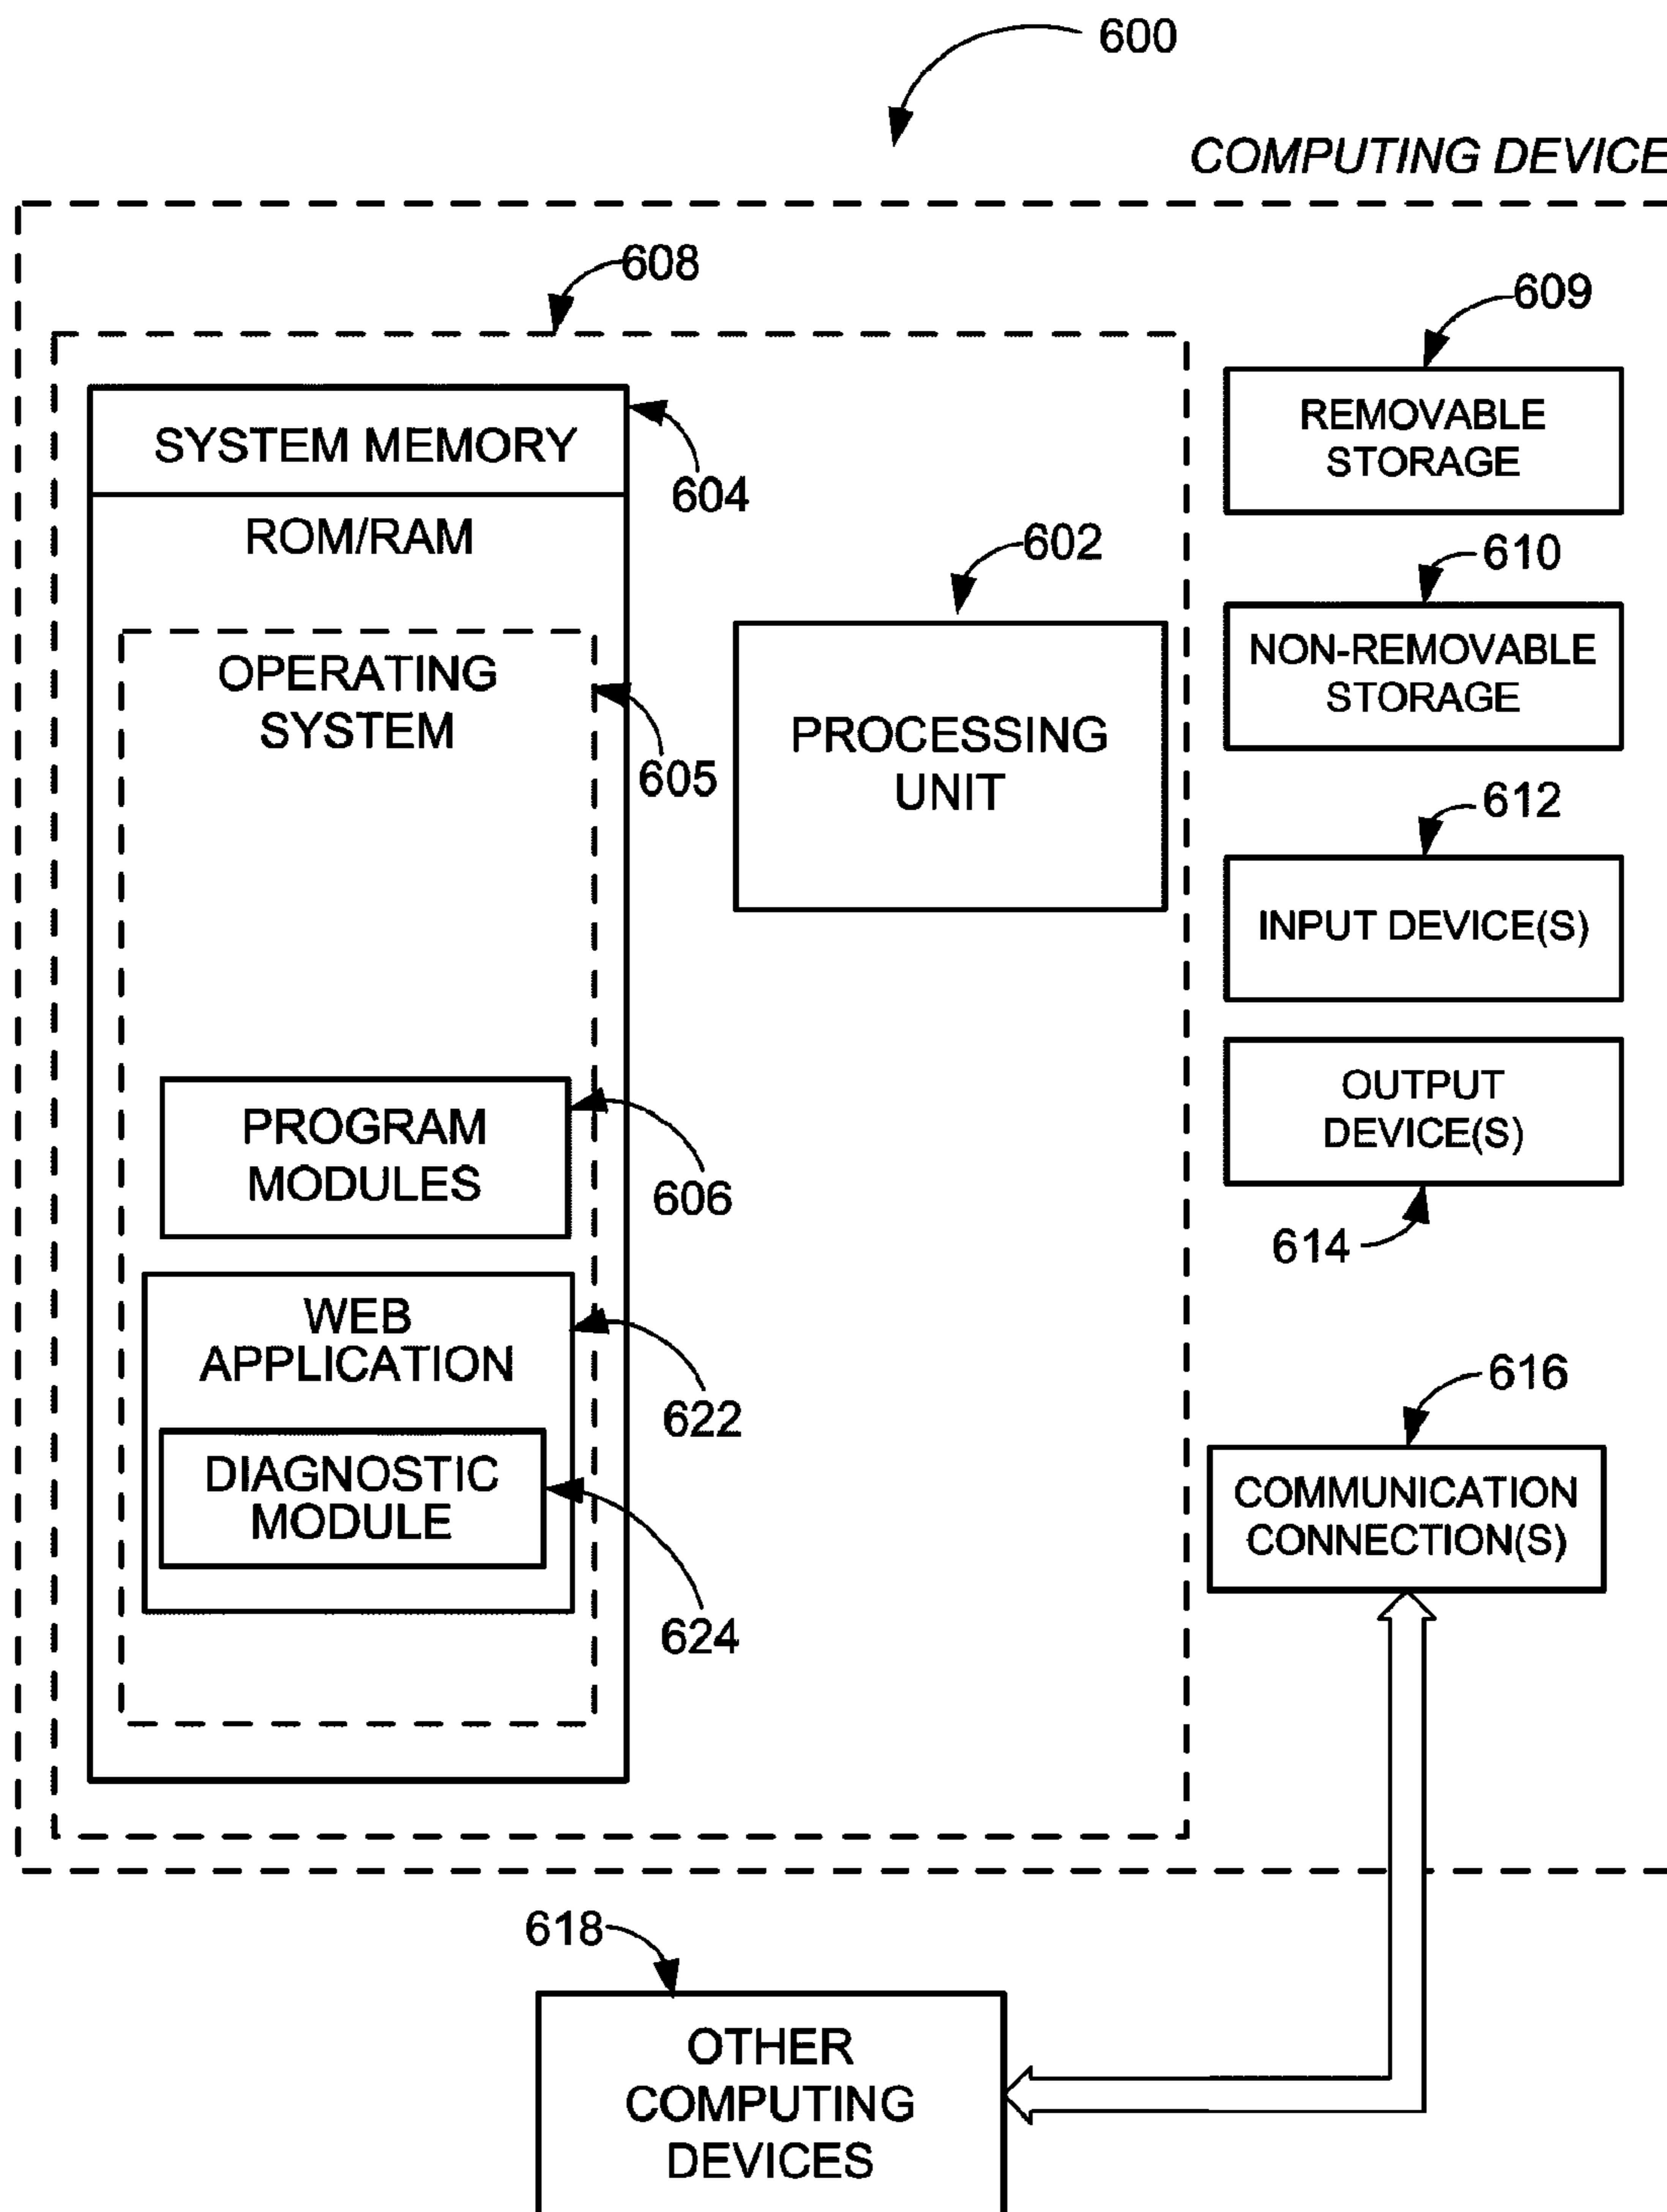 600
COMPUTING DEVICE
608
609
SYSTEM MEMORY
604
ROM/RAM
REMOVABLE
STORAGE
602
610
OPERATING
SYSTEM
605
PROCESSING
UNIT
NON-REMOVABLE
STORAGE
612
INPUT DEVICE(S)
PROGRAM
MODULES
606
OUTPUT
DEVICE(S)
614
WEB
APPLICATION
622
616
DIAGNOSTIC
MODULE
624
COMMUNICATION
CONNECTION(S)
618
OTHER
COMPUTING
DEVICES